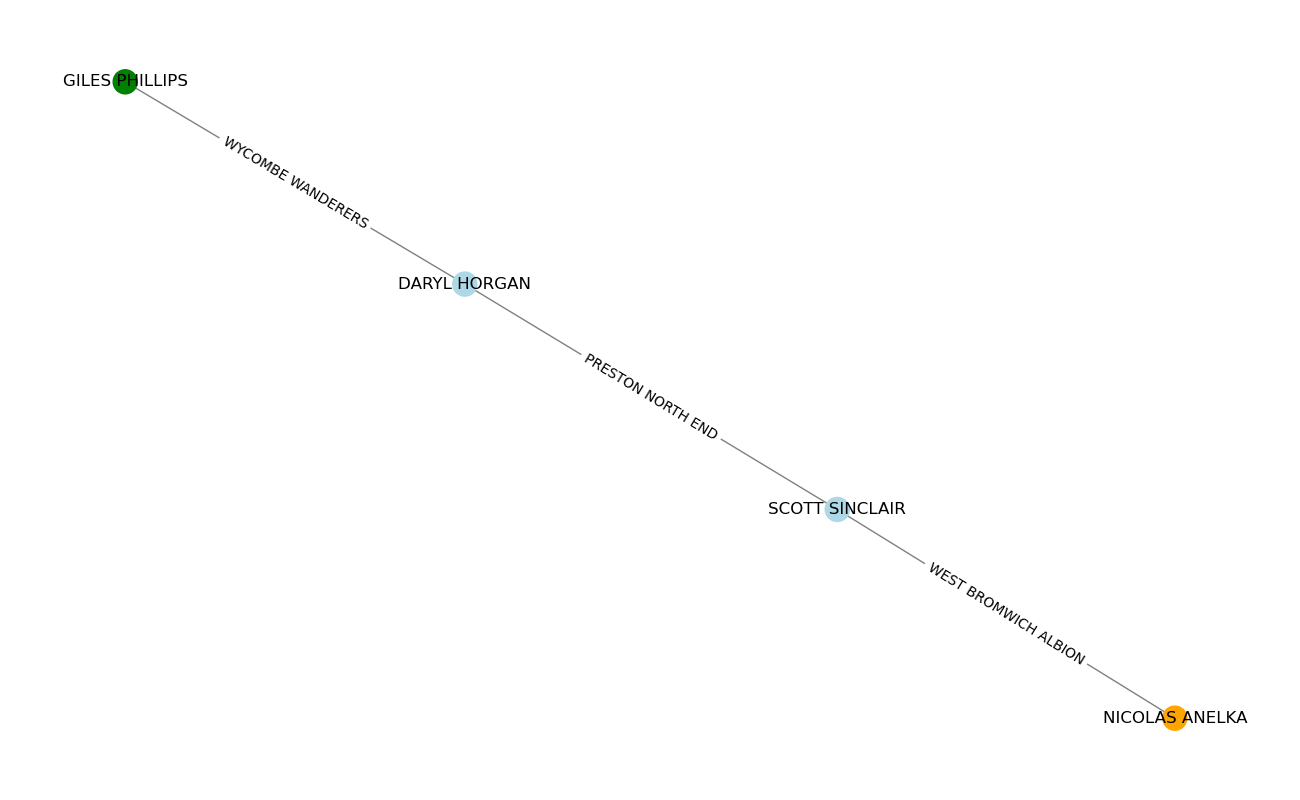 GILES PHILLIPS
WYCOMBE WANDERERS
DARYL HORGAN
PRESTON NORTH END
SCOTT SINCLAIR
WEST BROMWICH ALBION
NICOLAS ANELKA